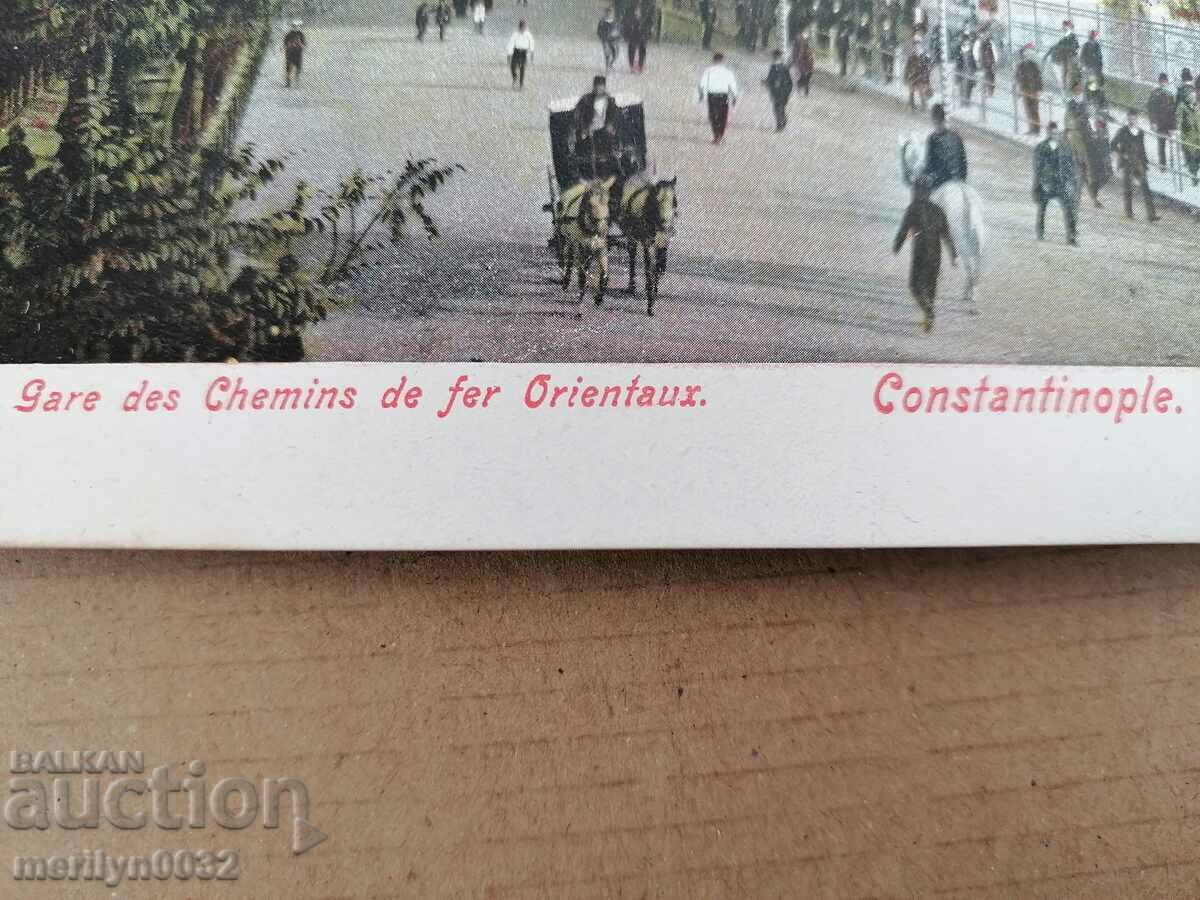 Gare des Chemins de fer Orientaux. Constantinople.
BALKAN
auction
merilyn0032